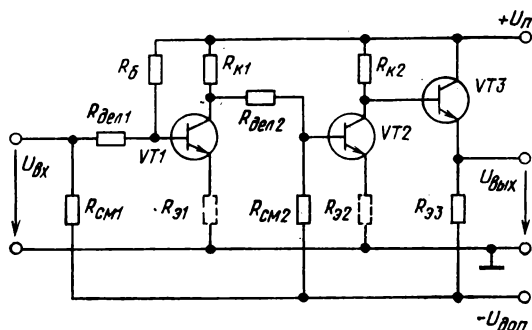 +Uп
Rб
Rк1
Rк2
VT3
Rдел1
Rдел2
VT1
VT2
Uвх
Uвых
Rсм1
Rэ1
Rсм2
Rэ2
Rэ3
-Uдоп